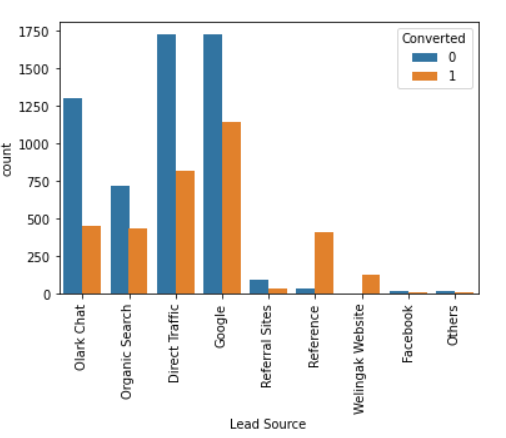 1750
1500
1250
1000
750
500
250
0
count
Converted
0
1
Olark Chat
Organic Search
Direct Traffic
Google
Referral Sites
Reference
Welingak Website
Facebook
Others
Lead Source